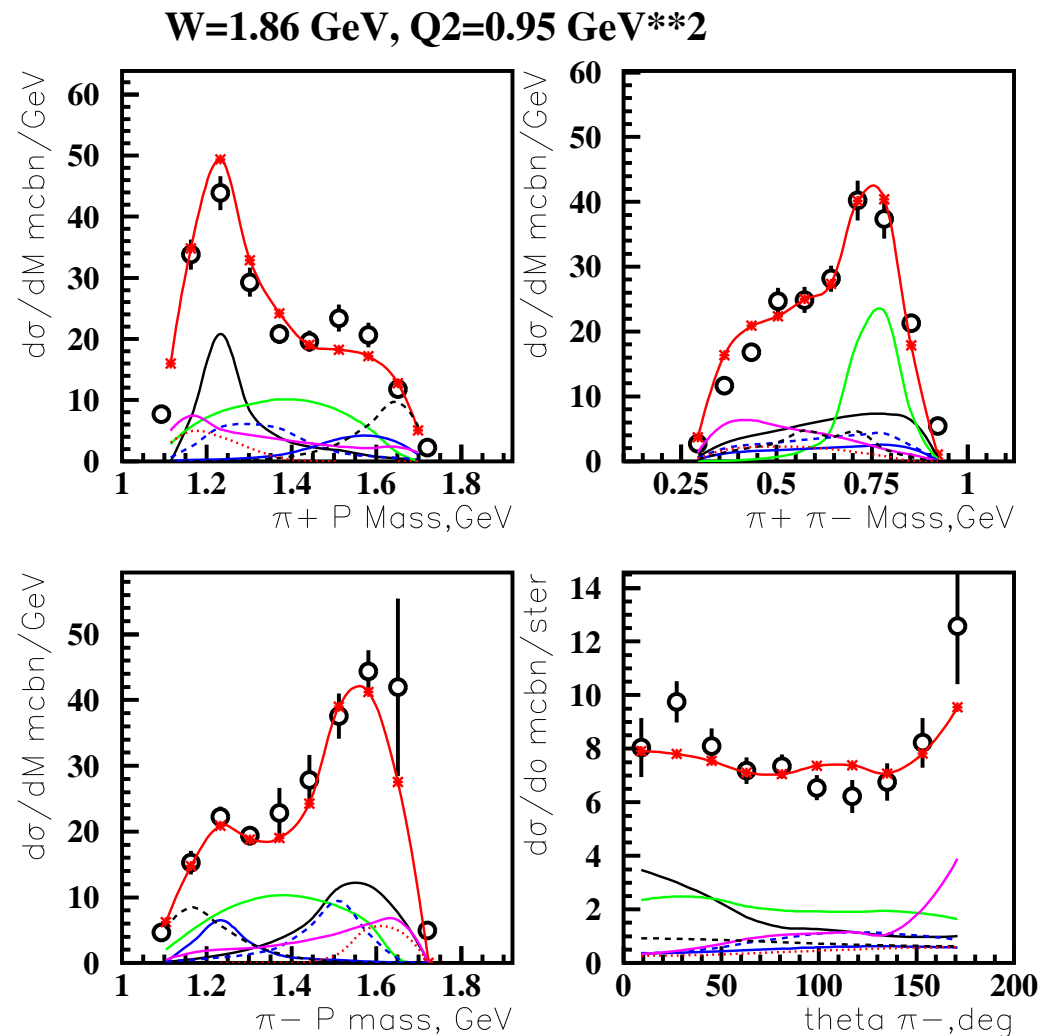 W=1.86 GeV, Q2=0.95 GeV**2
dσ/dM mcbn/GeV
60
50
40
30
20
10
0
1 1.2 1.4 1.6 1.8
π+ P Mass,GeV
dσ/dM mcbn/GeV
60
50
40
30
20
10
0
0.25 0.5 0.75 1
π+ π− Mass,GeV
dσ/dM mcbn/GeV
50
40
30
20
10
0
1 1.2 1.4 1.6 1.8
π− P mass, GeV
dσ/do mcbn/ster
14
12
10
8
6
4
2
0
0 50 100 150 200
theta π−,deg